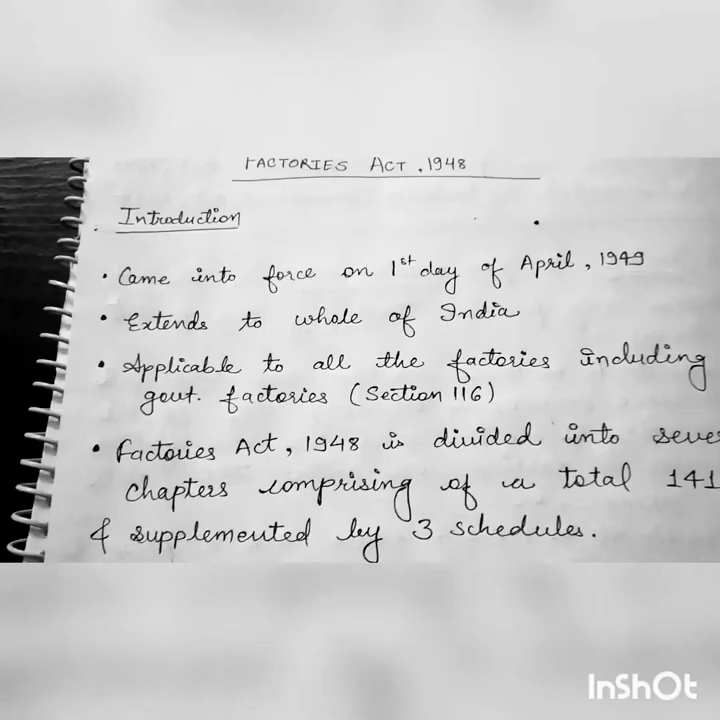 FACTORIES ACT, 1948
Introduction
• Came into force on 1st day of April, 1949
• Extends to whole of India
• Applicable to all the factories including
govt. factories (Section 116)
• Factories Act, 1948 is divided into
chapters comprising of a total 141
& supplemented by 3 schedules.
InShOt